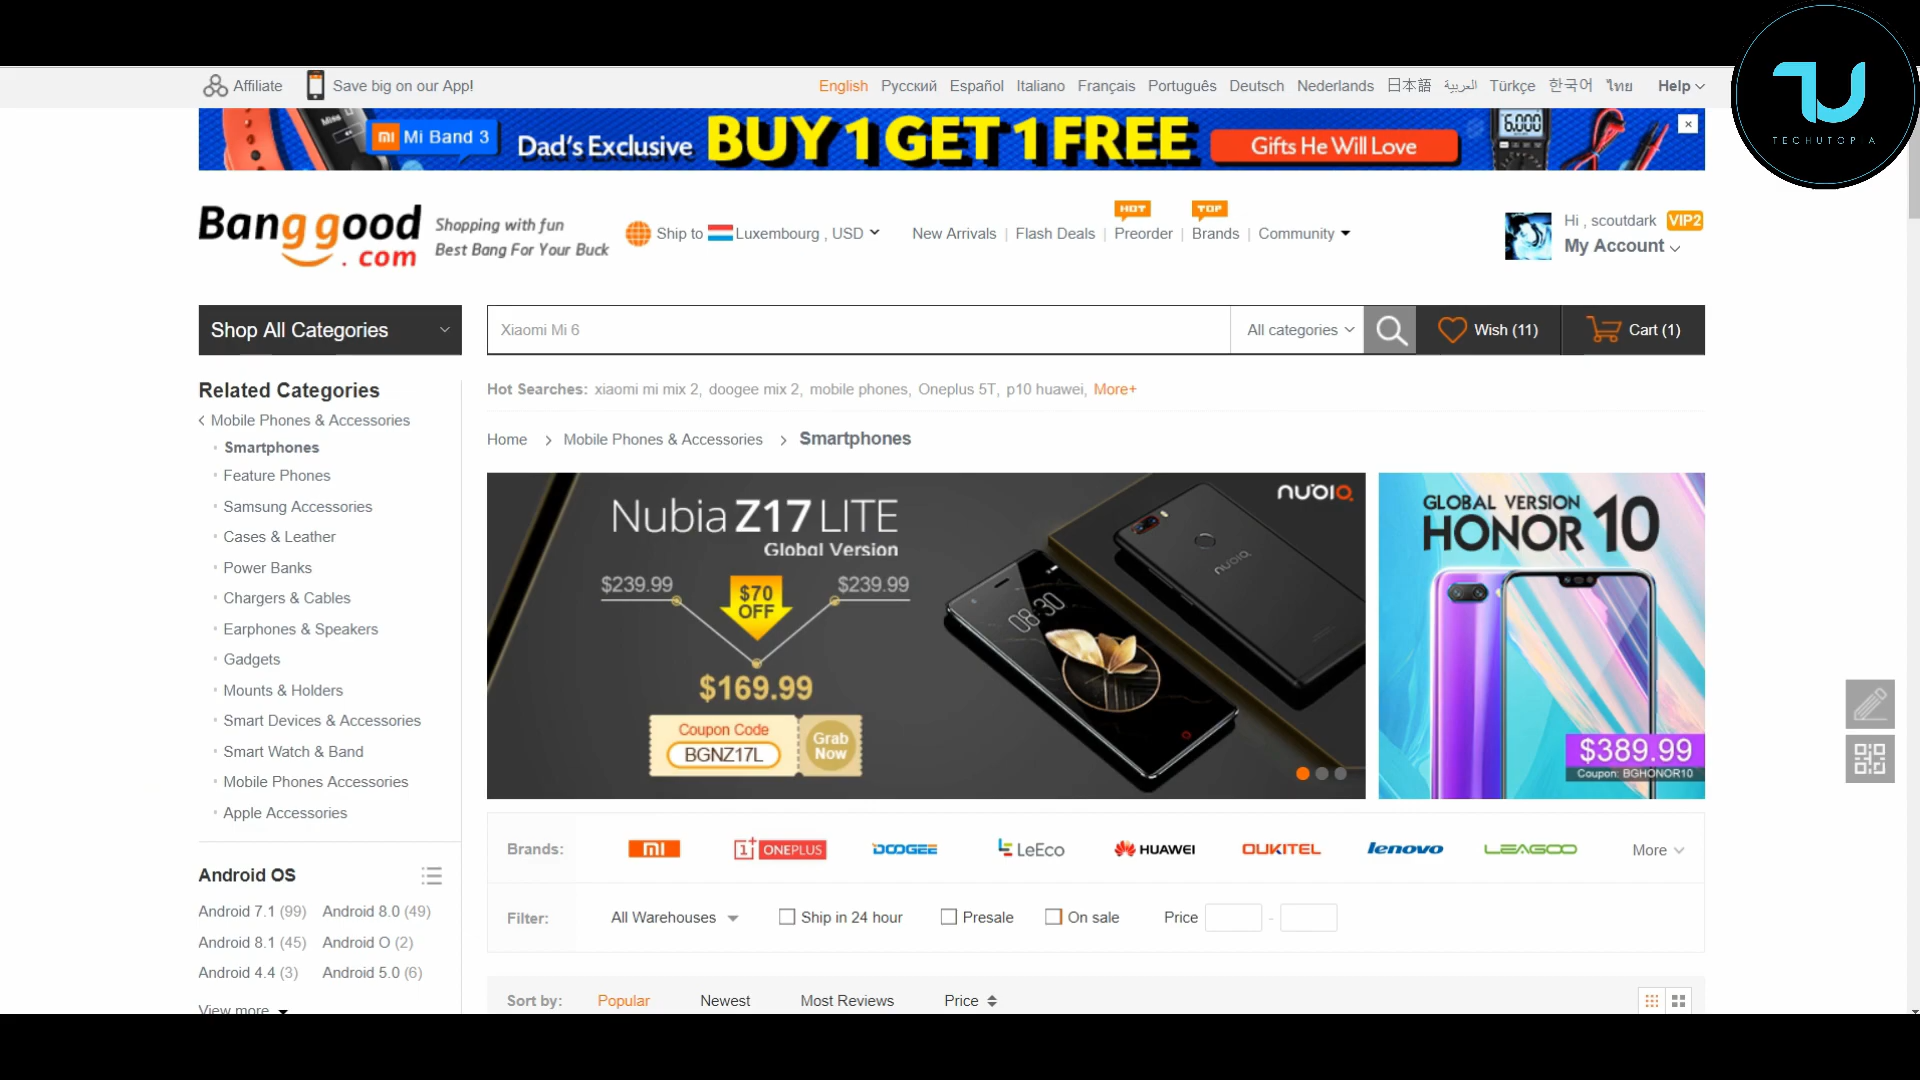 Affiliate Save big on our App! English Русский Español Italiano Français Português Deutsch Nederlands 日本語 العربية Türkçe 한국어 ไทย Help
TECHUTOPIA
mi Mi Band 3 Dad's Exclusive BUY 1 GET 1 FREE Gifts He Will Love 6.000
Banggood.com
Shopping with fun
Best Bang For Your Buck
Ship to Luxembourg , USD
New Arrivals | Flash Deals | Preorder | Brands | Community
HOT TOP
Hi , scoutdark VIP2
My Account
Shop All Categories
Xiaomi Mi 6 All categories Wish (11) Cart (1)
Hot Searches: xiaomi mi mix 2, doogee mix 2, mobile phones, Oneplus 5T, p10 huawei, More+
Home > Mobile Phones & Accessories > Smartphones
Related Categories
< Mobile Phones & Accessories
Smartphones
Feature Phones
Samsung Accessories
Cases & Leather
Power Banks
Chargers & Cables
Earphones & Speakers
Gadgets
Mounts & Holders
Smart Devices & Accessories
Smart Watch & Band
Mobile Phones Accessories
Apple Accessories
Android OS
Android 7.1 (99) Android 8.0 (49)
Android 8.1 (45) Android O (2)
Android 4.4 (3) Android 5.0 (6)
View more
nubia
Nubia Z17 LITE
Global Version
$239.99 $70 OFF $239.99
$169.99
Coupon Code
BGNZ17L
Grab Now
08:30
nubia
GLOBAL VERSION
HONOR 10
$389.99
Coupon: BGHONOR10
Brands: mi 1+ ONEPLUS DOOGEE LeEco HUAWEI OUKITEL lenovo LEAGOO More
Filter: All Warehouses Ship in 24 hour Presale On sale Price -
Sort by: Popular Newest Most Reviews Price